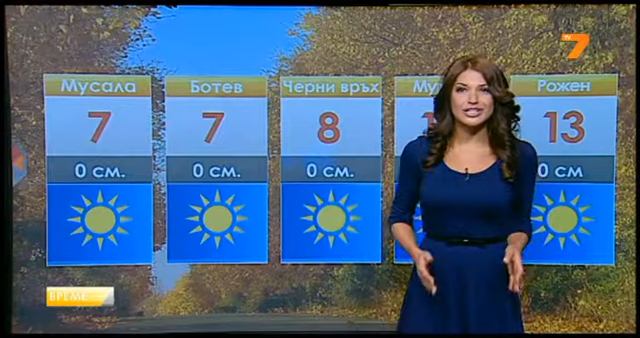 TV 7
Мусала
Ботев
Черни връх
Рожен
7
7
8
13
0 см.
0 см.
0 см.
0 см
ВРЕМЕ